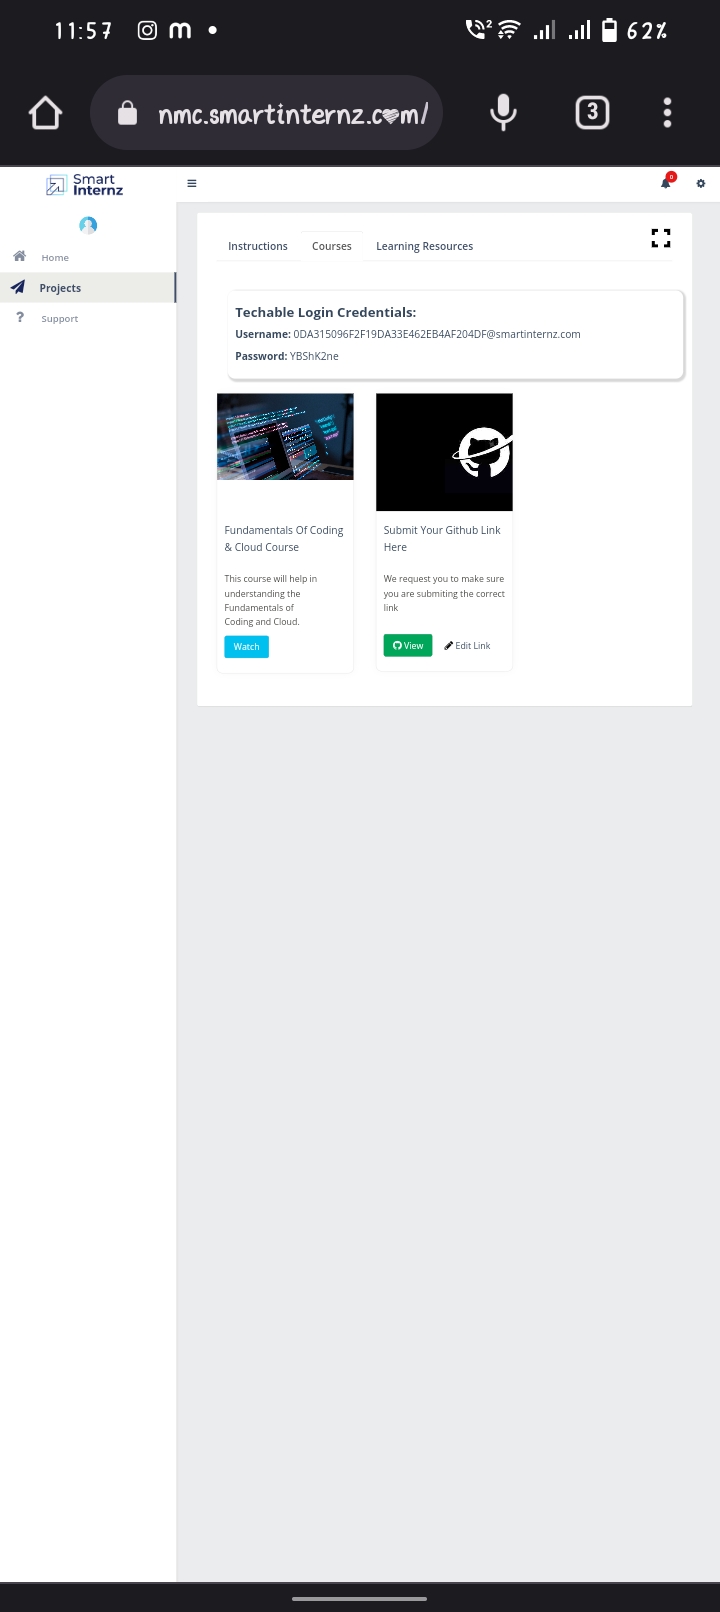 11:57
2
62%
nmc.smartinternz.com/
3
Smart
Internz
0
Home
Projects
Support
Instructions Courses Learning Resources
Techable Login Credentials:
Username: 0DA315096F2F19DA33E462EB4AF204DF@smartinternz.com
Password: YBShK2ne
Fundamentals Of Coding
& Cloud Course
This course will help in
understanding the
Fundamentals of
Coding and Cloud.
Watch
Submit Your Github Link
Here
We request you to make sure
you are submiting the correct
link
View Edit Link